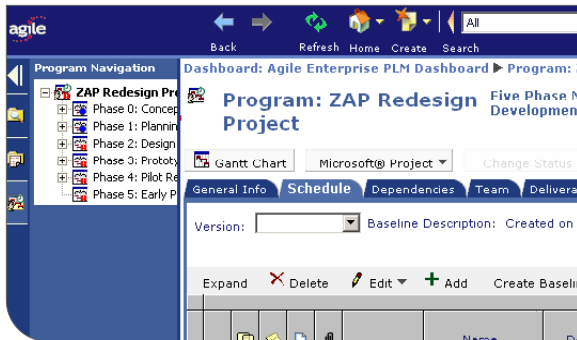 agile
All
Back Refresh Home Create Search
Program Navigation
Dashboard: Agile Enterprise PLM Dashboard Program:
ZAP Redesign Pr
Phase 0: Concep
Phase 1: Plannin
Phase 2: Design
Phase 3: Prototy
Phase 4: Pilot Re
Phase 5: Early P
Program: ZAP Redesign
Project
Five Phase N
Developmen
Gantt Chart Microsoft® Project Change Status
General Info Schedule Dependencies Team Delivera
Version: Baseline Description: Created on
Expand Delete Edit Add Create Baseli
Name D